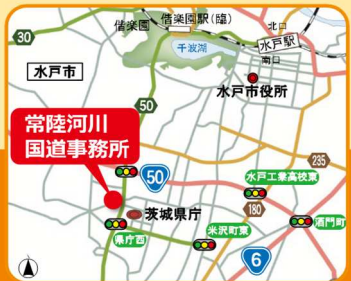 偕楽園
偕楽園駅(臨)
北口
水戸駅
南口
30
千波湖
水戸市
水戸市役所
50
常陸河川
国道事務所
50
235
水戸工業高校東
茨城県庁
180
酒門町
県庁西
米沢町東
6